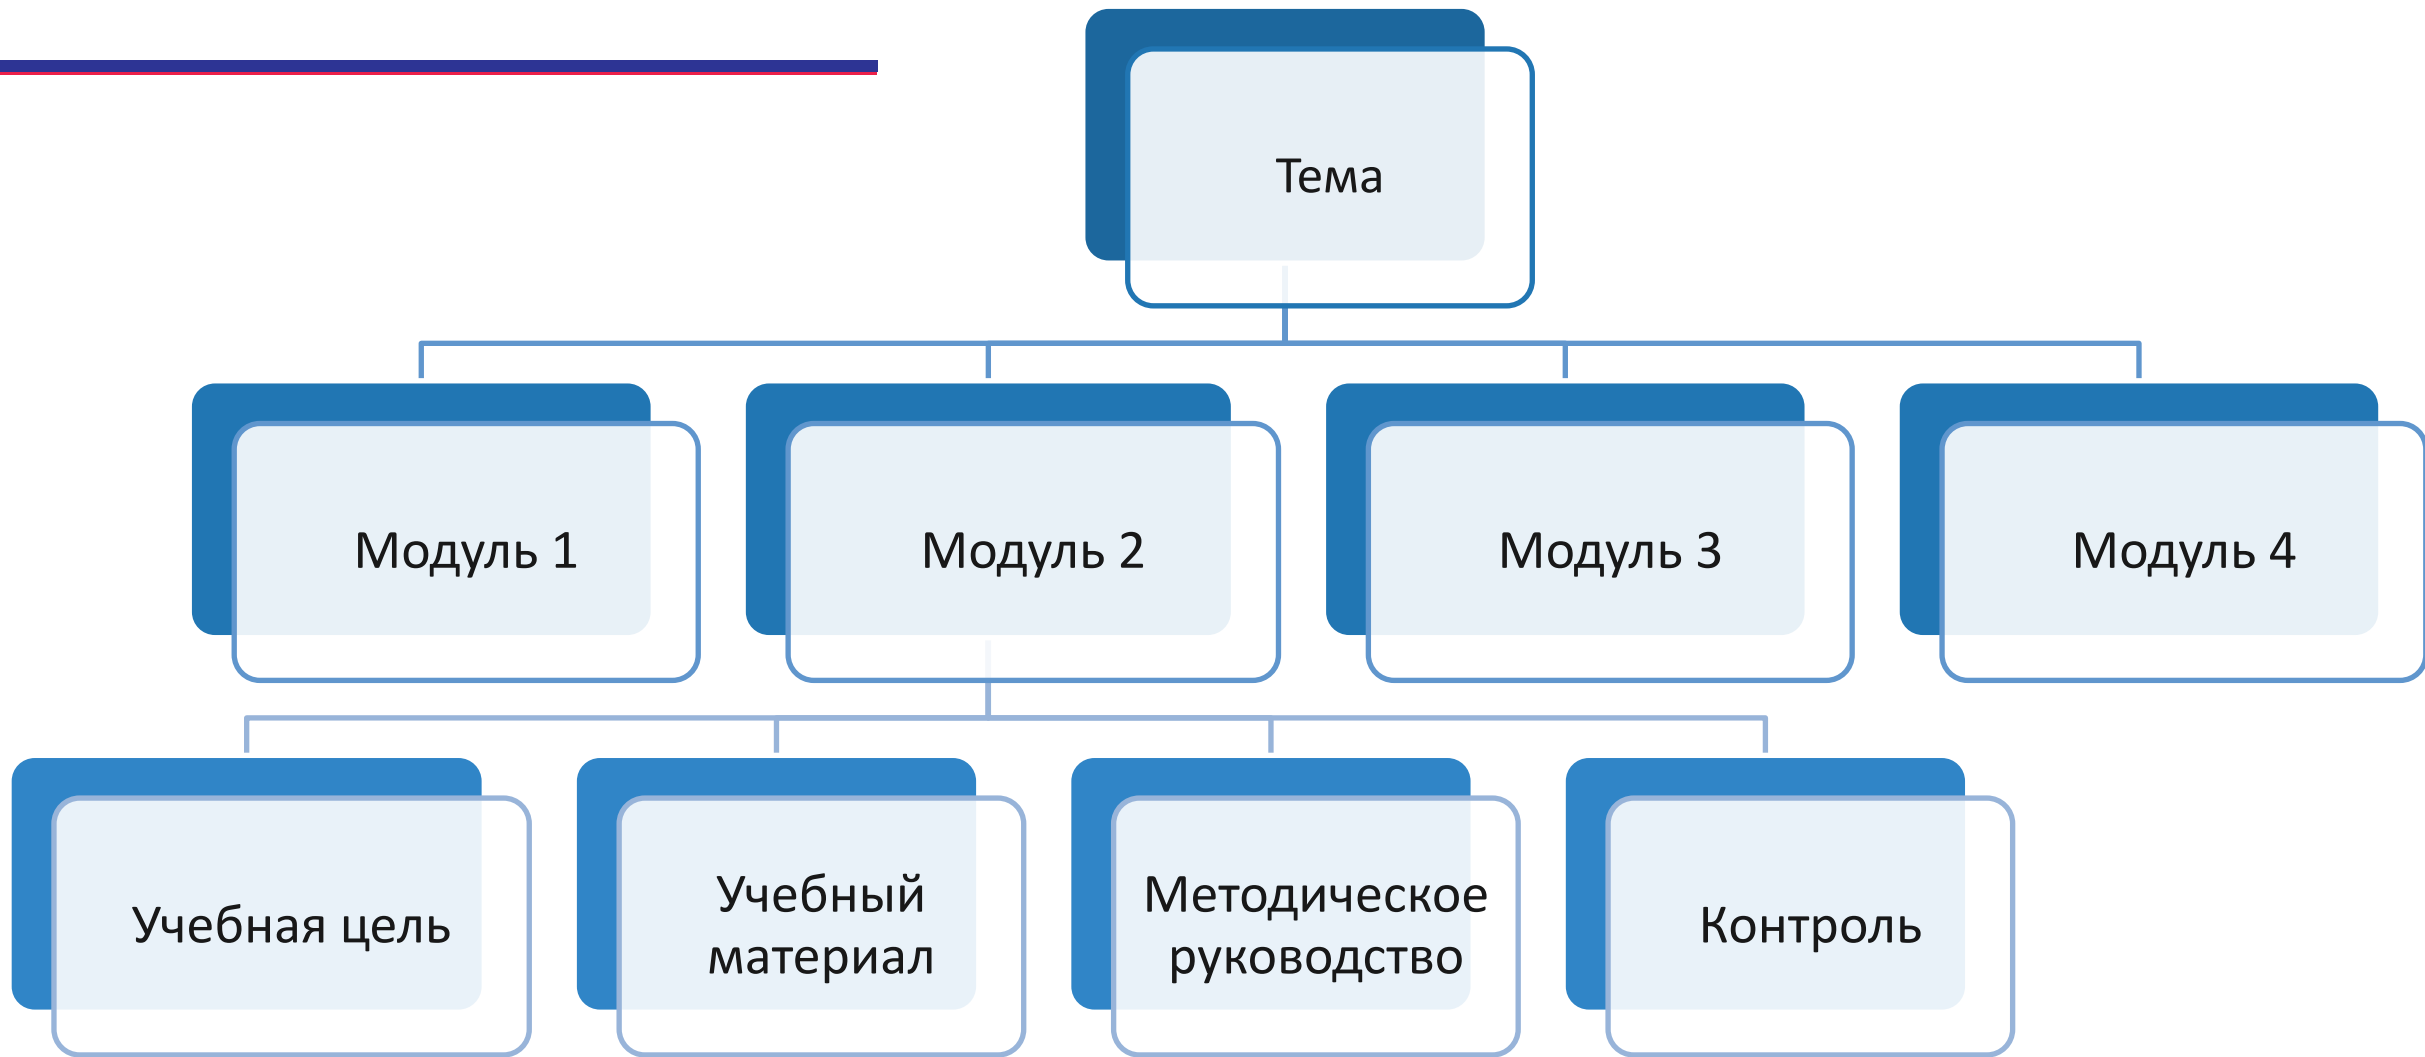 Тема
Модуль 1
Модуль 2
Модуль 3
Модуль 4
Учебная цель
Учебный
материал
Методическое
руководство
Контроль